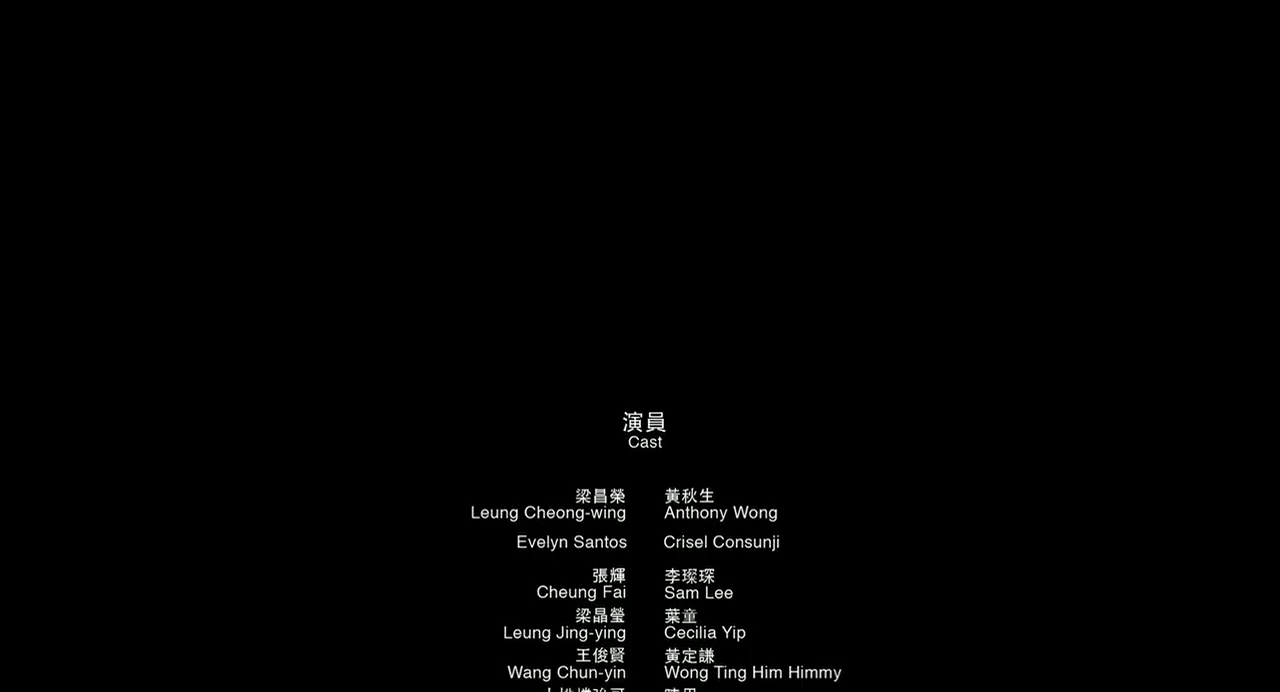 演員
Cast
梁昌榮 黃秋生
Leung Cheong-wing Anthony Wong
Evelyn Santos Crisel Consunji
張輝 李璨琛
Cheung Fai Sam Lee
梁晶瑩 葉童
Leung Jing-ying Cecilia Yip
王俊賢 黃定謙
Wang Chun-yin Wong Ting Him Himmy